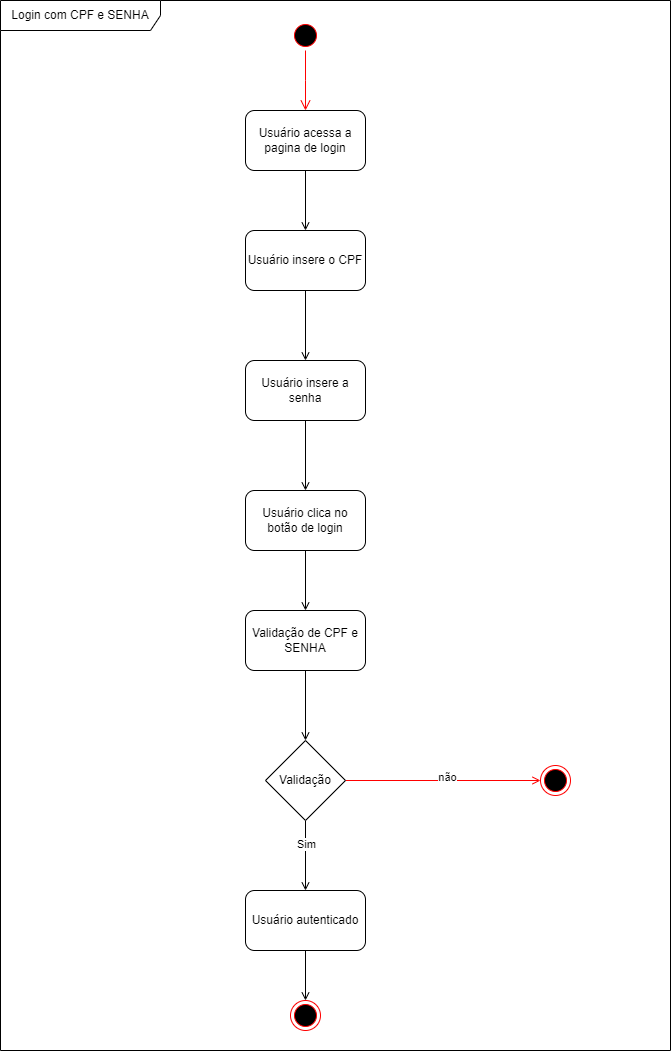 Login com CPF e SENHA
Usuário acessa a
pagina de login
Usuário insere o CPF
Usuário insere a
senha
Usuário clica no
botão de login
Validação de CPF e
SENHA
Validação
não
Sim
Usuário autenticado